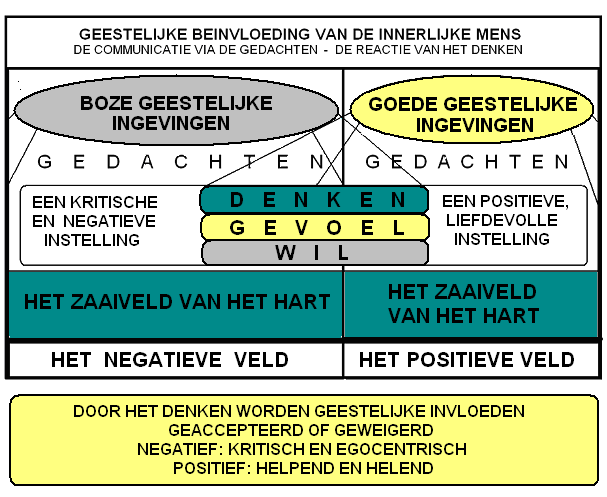 GEESTELIJKE BEINVLOEDING VAN DE INNERLIJKE MENS
DE COMMUNICATIE VIA DE GEDACHTEN - DE REACTIE VAN HET DENKEN
BOZE GEESTELIJKE
INGEVINGEN
GOEDE GEESTELIJKE
INGEVINGEN
G E D A C H T E N
G E D A C H T E N
EEN KRITISCHE
EN NEGATIEVE
INSTELLING
D E N K E N
G E V O E L
W I L
EEN POSITIEVE,
LIEFDEVOLLE
INSTELLING
HET ZAAIVELD VAN HET HART
HET ZAAIVELD
VAN HET HART
HET NEGATIEVE VELD
HET POSITIEVE VELD
DOOR HET DENKEN WORDEN GEESTELIJKE INVLOEDEN
GEACCEPTEERD OF GEWEIGERD
NEGATIEF: KRITISCH EN EGOCENTRISCH
POSITIEF: HELPEND EN HELEND